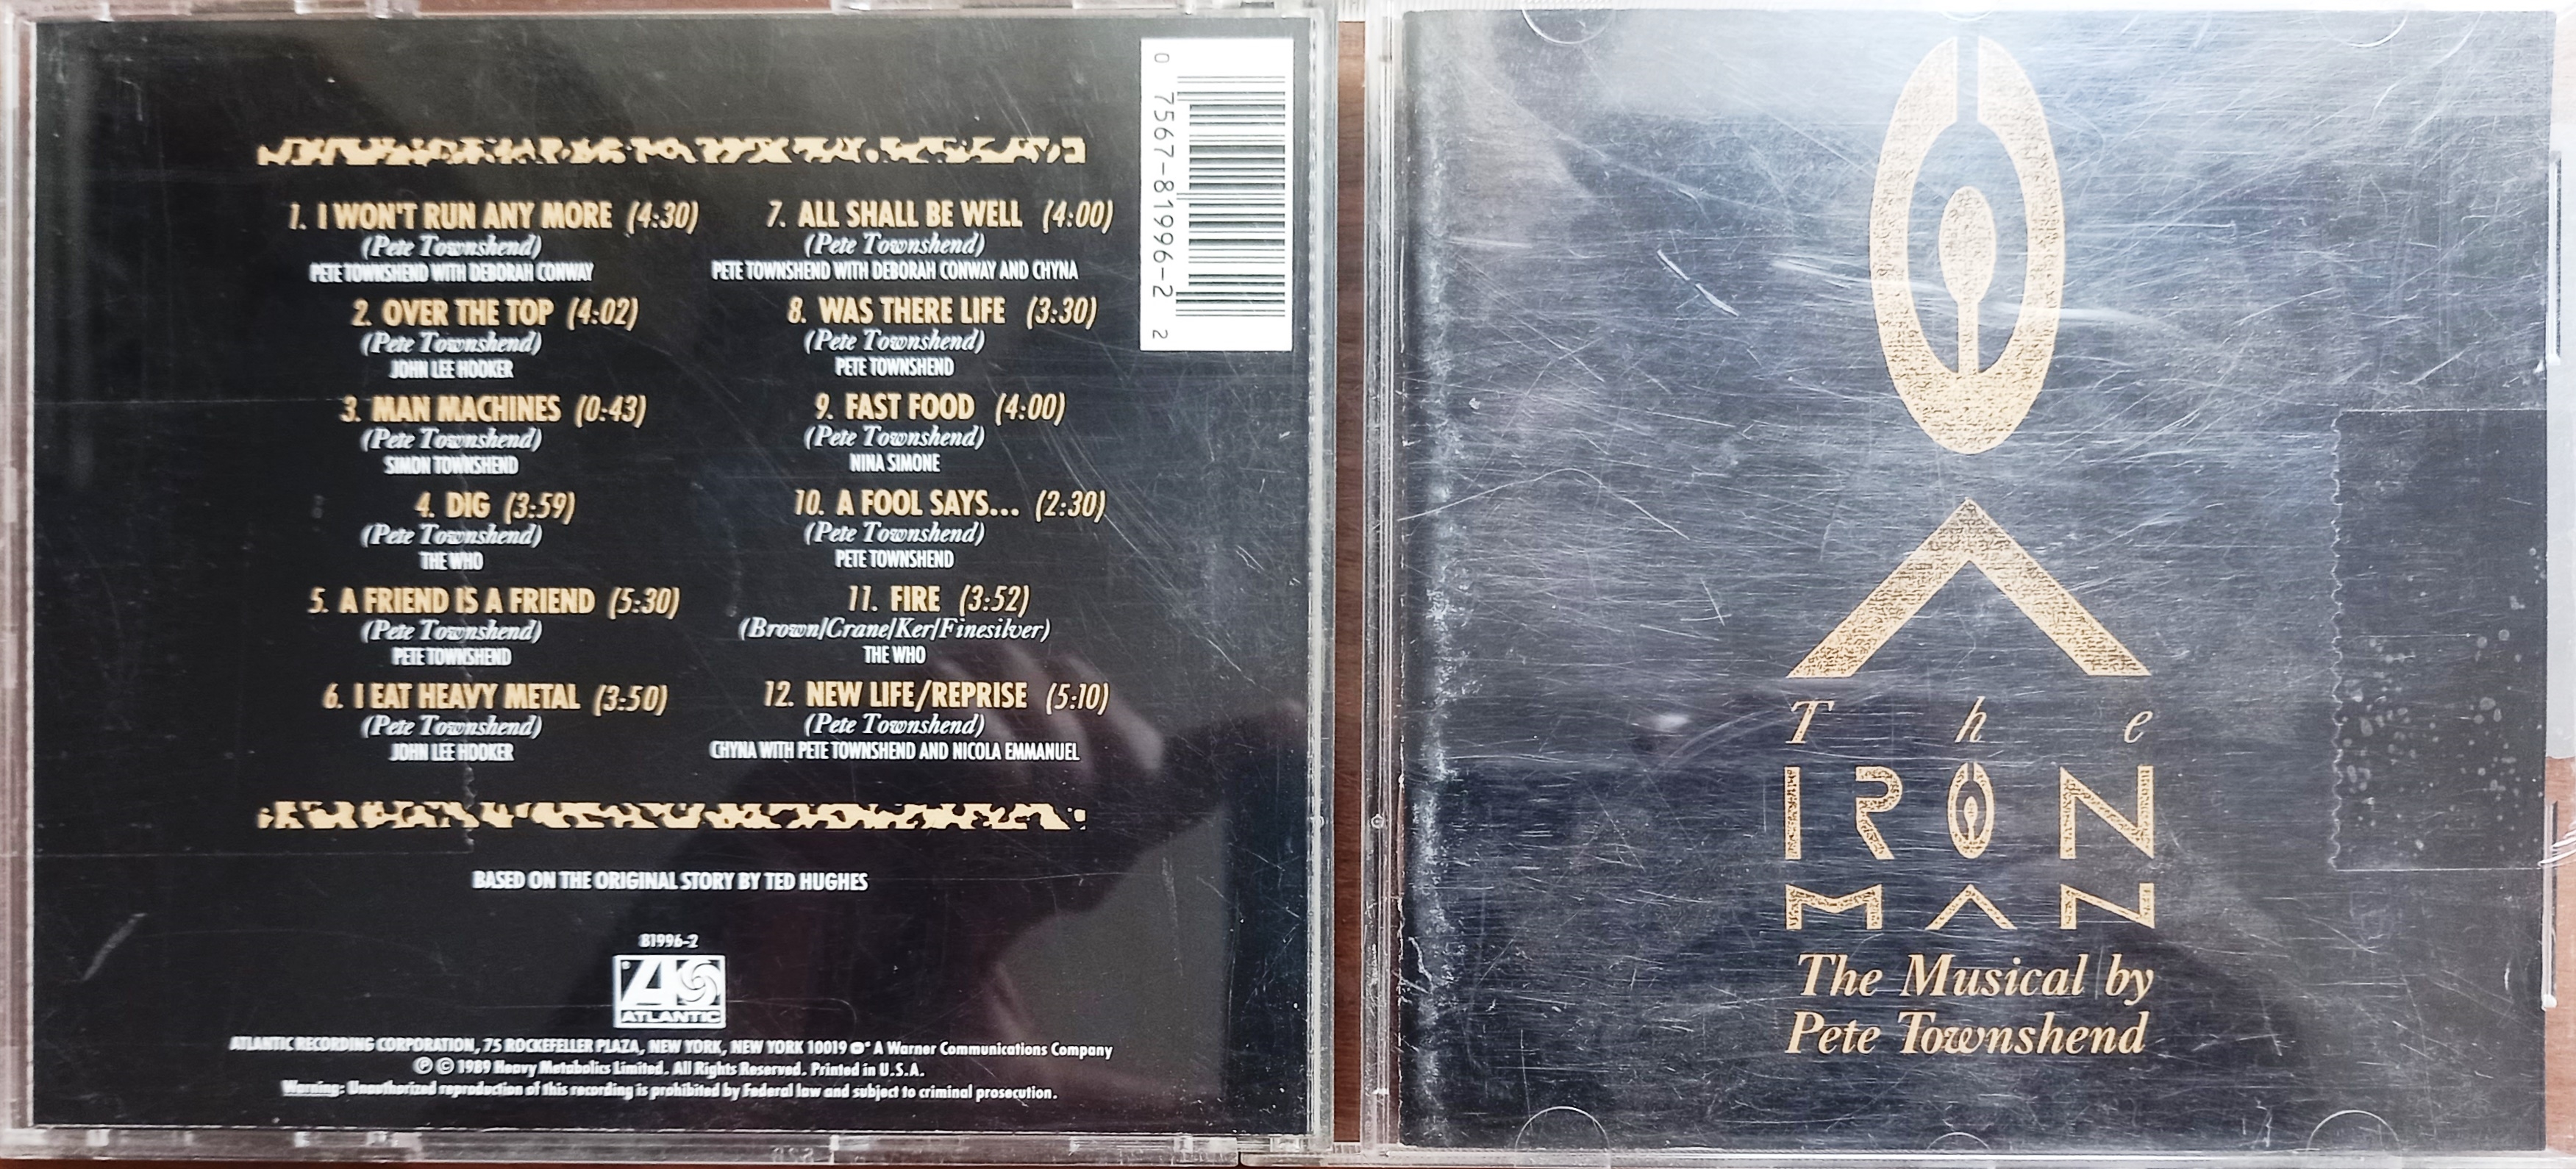 1. I WON'T RUN ANY MORE (4:30)
(Pete Townshend)
PETE TOWNSHEND WITH DEBORAH CONWAY
2. OVER THE TOP (4:02)
(Pete Townshend)
JOHN LEE HOOKER
3. MAN MACHINES (0:43)
(Pete Townshend)
SIMON TOWNSHEND
4. DIG (3:59)
(Pete Townshend)
THE WHO
5. A FRIEND IS A FRIEND (5:30)
(Pete Townshend)
PETE TOWNSHEND
6. I EAT HEAVY METAL (3:50)
(Pete Townshend)
JOHN LEE HOOKER
7. ALL SHALL BE WELL (4:00)
(Pete Townshend)
PETE TOWNSHEND WITH DEBORAH CONWAY AND CHYNA
8. WAS THERE LIFE (3:30)
(Pete Townshend)
PETE TOWNSHEND
9. FAST FOOD (4:00)
(Pete Townshend)
NINA SIMONE
10. A FOOL SAYS... (2:30)
(Pete Townshend)
PETE TOWNSHEND
11. FIRE (3:52)
(Brown/Crane/Ker/Finesilver)
THE WHO
12. NEW LIFE/REPRISE (5:10)
(Pete Townshend)
CHYNA WITH PETE TOWNSHEND AND NICOLA EMMANUEL
0 7567-81996-2 2
BASED ON THE ORIGINAL STORY BY TED HUGHES
81996-2
ATLANTIC
ATLANTIC RECORDING CORPORATION, 75 ROCKEFELLER PLAZA, NEW YORK, NEW YORK 10019 A Warner Communications Company
℗ © 1989 Heavy Metabolics Limited. All Rights Reserved. Printed in U.S.A.
Warning: Unauthorized reproduction of this recording is prohibited by Federal law and subject to criminal prosecution.
The
IRON
MAN
The Musical by
Pete Townshend